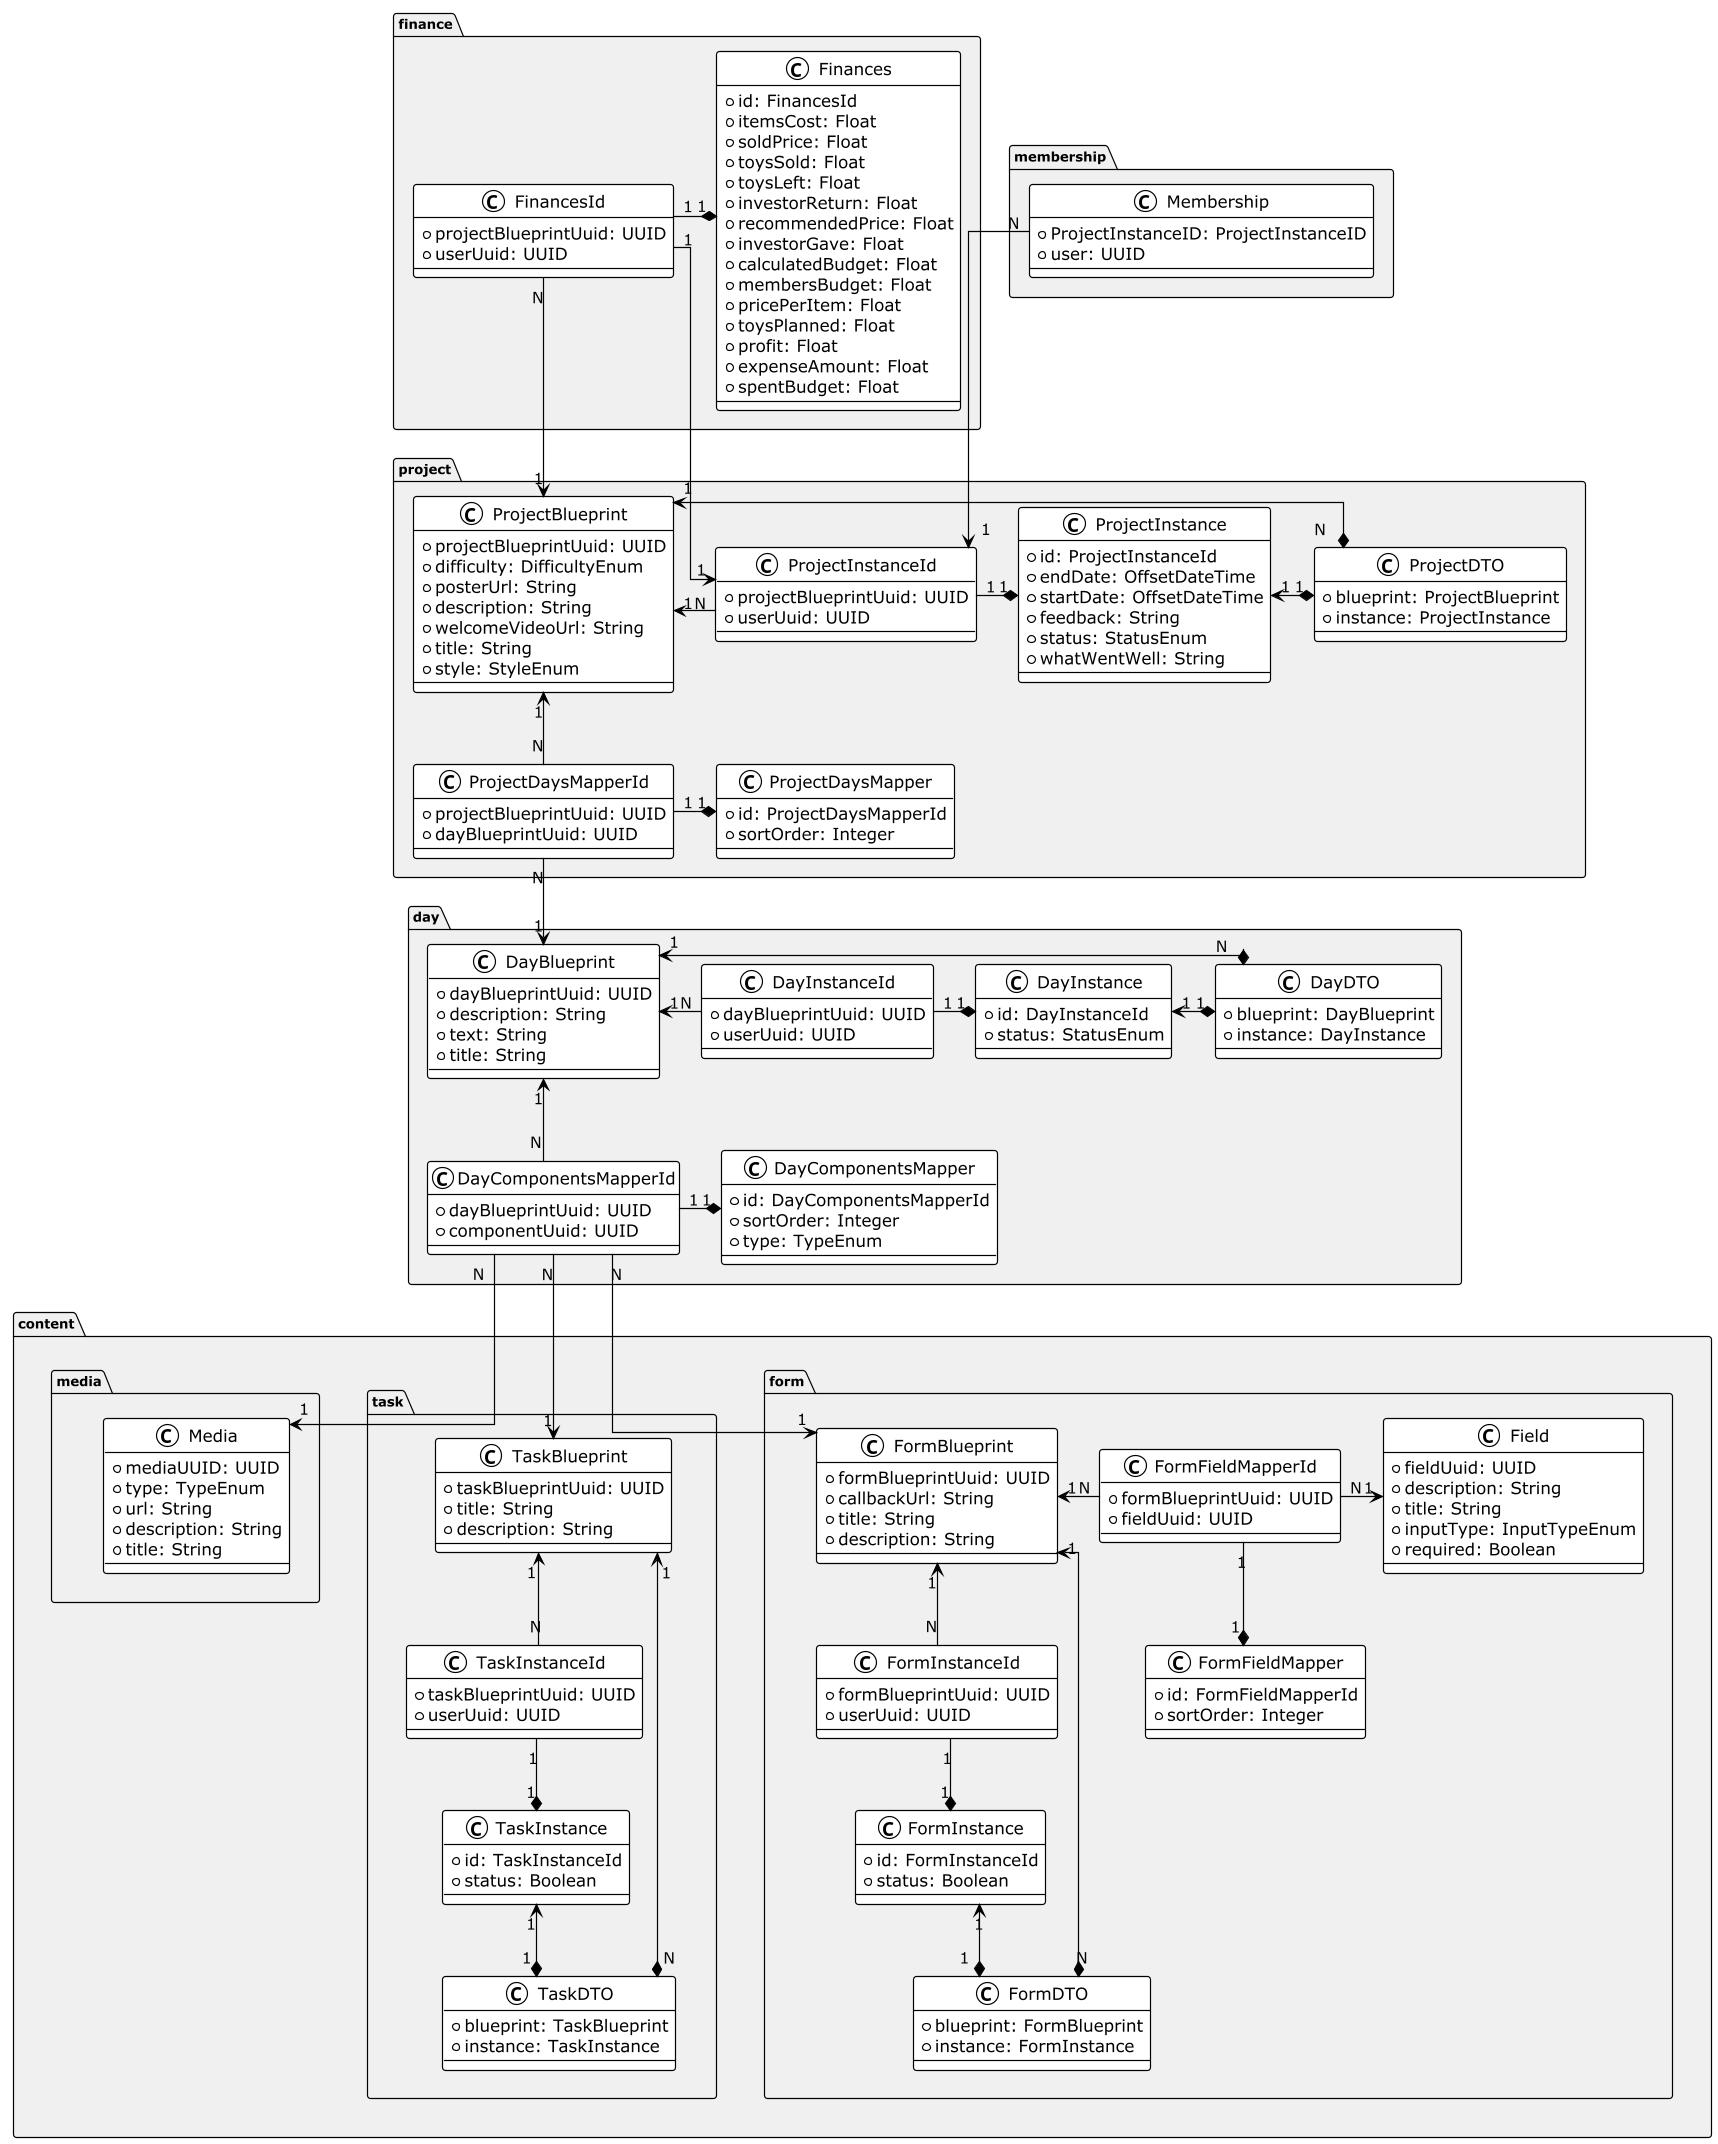 finance
C Finances
id: FinancesId
itemsCost: Float
soldPrice: Float
toysSold: Float
toysLeft: Float
investorReturn: Float
recommendedPrice: Float
investorGave: Float
calculatedBudget: Float
membersBudget: Float
pricePerItem: Float
toysPlanned: Float
profit: Float
expenseAmount: Float
spentBudget: Float
C FinancesId
projectBlueprintUuid: UUID
userUuid: UUID
1 1
1
N
1
membership
C Membership
ProjectInstanceID: ProjectInstanceID
user: UUID
N
1
project
C ProjectBlueprint
projectBlueprintUuid: UUID
difficulty: DifficultyEnum
posterUrl: String
description: String
welcomeVideoUrl: String
title: String
style: StyleEnum
1
1
1 N
C ProjectInstanceId
projectBlueprintUuid: UUID
userUuid: UUID
1 1
C ProjectInstance
id: ProjectInstanceId
endDate: OffsetDateTime
startDate: OffsetDateTime
feedback: String
status: StatusEnum
whatWentWell: String
1 1
N
C ProjectDTO
blueprint: ProjectBlueprint
instance: ProjectInstance
1
N
C ProjectDaysMapperId
projectBlueprintUuid: UUID
dayBlueprintUuid: UUID
1 1
C ProjectDaysMapper
id: ProjectDaysMapperId
sortOrder: Integer
N
1
day
C DayBlueprint
dayBlueprintUuid: UUID
description: String
text: String
title: String
1
N
1 N
C DayInstanceId
dayBlueprintUuid: UUID
userUuid: UUID
1 1
C DayInstance
id: DayInstanceId
status: StatusEnum
1 1
C DayDTO
blueprint: DayBlueprint
instance: DayInstance
1
N
C DayComponentsMapperId
dayBlueprintUuid: UUID
componentUuid: UUID
1 1
C DayComponentsMapper
id: DayComponentsMapperId
sortOrder: Integer
type: TypeEnum
N
N
N
content
media
1
C Media
mediaUUID: UUID
type: TypeEnum
url: String
description: String
title: String
task
1
C TaskBlueprint
taskBlueprintUuid: UUID
title: String
description: String
1
1
N
C TaskInstanceId
taskBlueprintUuid: UUID
userUuid: UUID
1
1
C TaskInstance
id: TaskInstanceId
status: Boolean
1
1
N
C TaskDTO
blueprint: TaskBlueprint
instance: TaskInstance
form
1
C FormBlueprint
formBlueprintUuid: UUID
callbackUrl: String
title: String
description: String
1 N
C FormFieldMapperId
formBlueprintUuid: UUID
fieldUuid: UUID
N 1
C Field
fieldUuid: UUID
description: String
title: String
inputType: InputTypeEnum
required: Boolean
1
1
1
N
1
C FormInstanceId
formBlueprintUuid: UUID
userUuid: UUID
C FormFieldMapper
id: FormFieldMapperId
sortOrder: Integer
1
1
C FormInstance
id: FormInstanceId
status: Boolean
1
1
N
C FormDTO
blueprint: FormBlueprint
instance: FormInstance